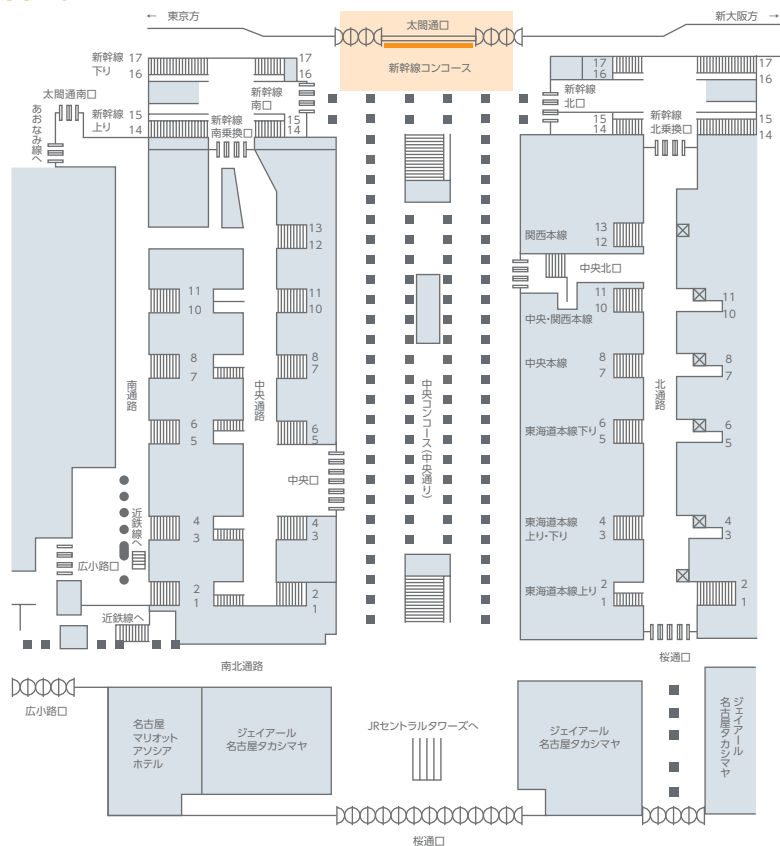 ← 東京方
太閤通口
新大阪方 →
新幹線コンコース
新幹線
下り
17
16
17
16
太閤通南口
新幹線
上り
15
14
新幹線
南口
15
14
新幹線
南乗換口
あおなみ線へ
新幹線
北口
17
16
17
16
15
14
15
14
新幹線
北乗換口
13
12
関西本線
13
12
中央北口
11
10
11
10
11
10
11
10
中央・関西本線
8
7
8
7
中央本線
8
7
8
7
南通路
中央通路
中央コンコース(中央通り)
北通路
6
5
6
5
東海道本線下り
6
5
6
5
中央口
近鉄線へ
4
3
4
3
東海道本線
上り・下り
4
3
4
3
広小路口
2
1
2
1
東海道本線上り
2
1
2
1
近鉄線へ
南北通路
桜通口
広小路口
名古屋
マリオット
アソシア
ホテル
ジェイアール
名古屋タカシマヤ
JRセントラルタワーズへ
ジェイアール
名古屋タカシマヤ
ジェイアール
名古屋タカシマヤ
桜通口